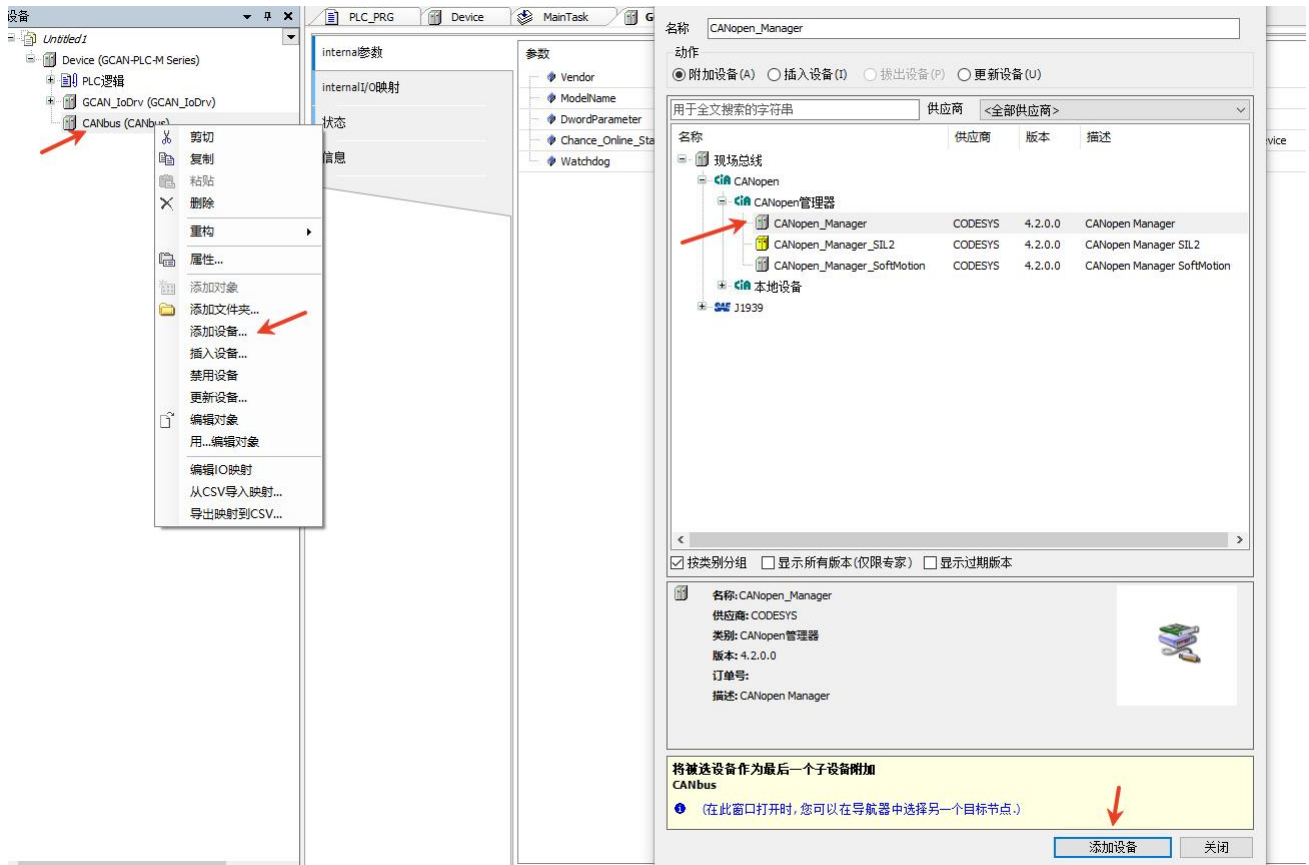 设备
Untitled1
Device (GCAN-PLC-M Series)
PLC逻辑
GCAN_IoDrv (GCAN_IoDrv)
CANbus (CANbus)
剪切
复制
粘贴
删除
重构
属性...
添加对象
添加文件夹...
添加设备...
插入设备...
禁用设备
更新设备...
编辑对象
用...编辑对象
编辑IO映射
从CSV导入映射...
导出映射到CSV...
PLC_PRG
Device
MainTask
G
internal参数
internalI/O映射
状态
信息
参数
Vendor
ModelName
DwordParameter
Chance_Online_Sta
Watchdog
evice
名称 CANopen_Manager
动作
附加设备(A) 插入设备(I) 拔出设备(P) 更新设备(U)
用于全文搜索的字符串 供应商 <全部供应商>
名称 供应商 版本 描述
现场总线
CiA CANopen
CiA CANopen管理器
CANopen_Manager CODESYS 4.2.0.0 CANopen Manager
CANopen_Manager_SIL2 CODESYS 4.2.0.0 CANopen Manager SIL2
CANopen_Manager_SoftMotion CODESYS 4.2.0.0 CANopen Manager SoftMotion
CiA 本地设备
SAE J1939
按类别分组 显示所有版本(仅限专家) 显示过期版本
名称: CANopen_Manager
供应商: CODESYS
类别: CANopen管理器
版本: 4.2.0.0
订单号:
描述: CANopen Manager
将被选设备作为最后一个子设备附加
CANbus
(在此窗口打开时, 您可以在导航器中选择另一个目标节点.)
添加设备 关闭